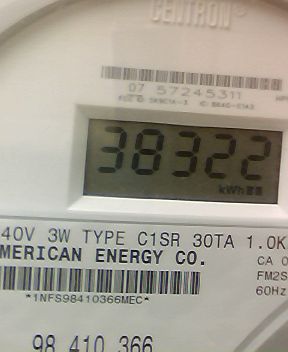 CENTRON®
07 57245311
38322
kWh
40V 3W TYPE C1SR 30TA 1.0K
MERICAN ENERGY CO.
CA 0
FM2S
60Hz
*1NFS98410366MEC*
98 410 366